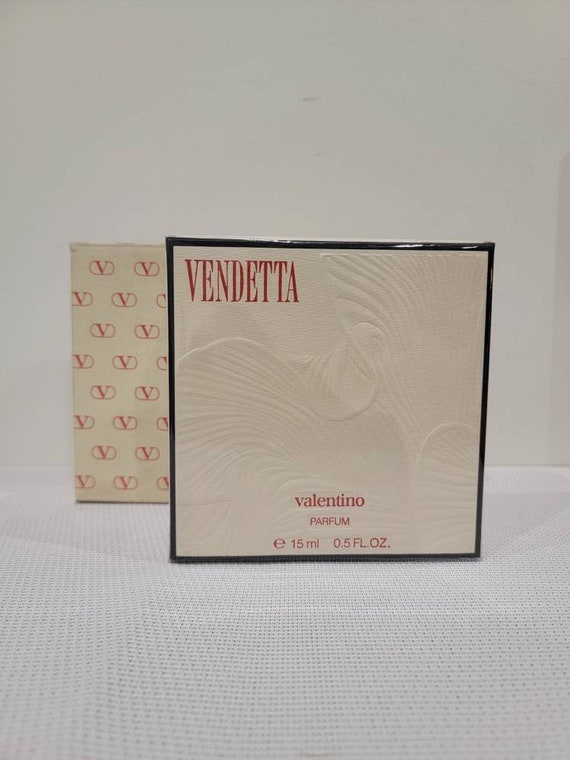 VENDETTA
valentino
PARFUM
e 15 ml 0.5 FL.OZ.
V V
V V V
V V
V V V
V V
V V V
V V
V V V